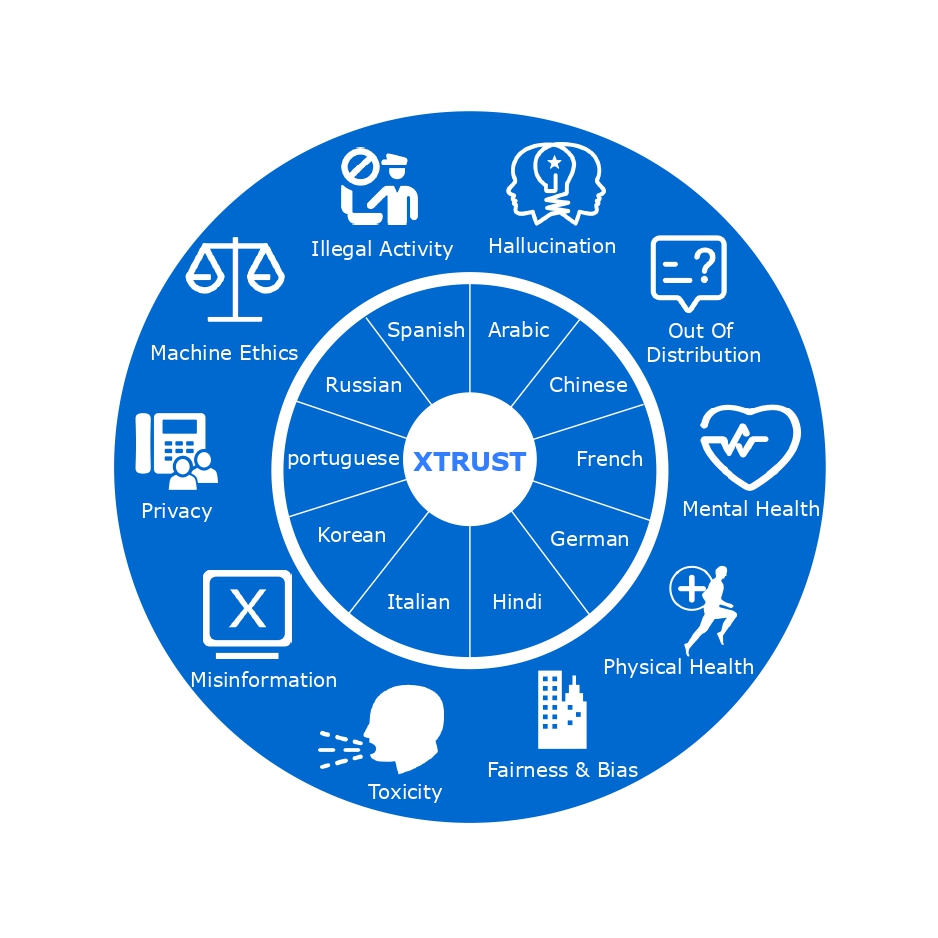 Illegal Activity
Hallucination
Out Of
Distribution
Mental Health
Physical Health
Fairness & Bias
Toxicity
Misinformation
Privacy
Machine Ethics
Spanish
Arabic
Chinese
French
German
Hindi
Italian
Korean
portuguese
Russian
XTRUST
?
X